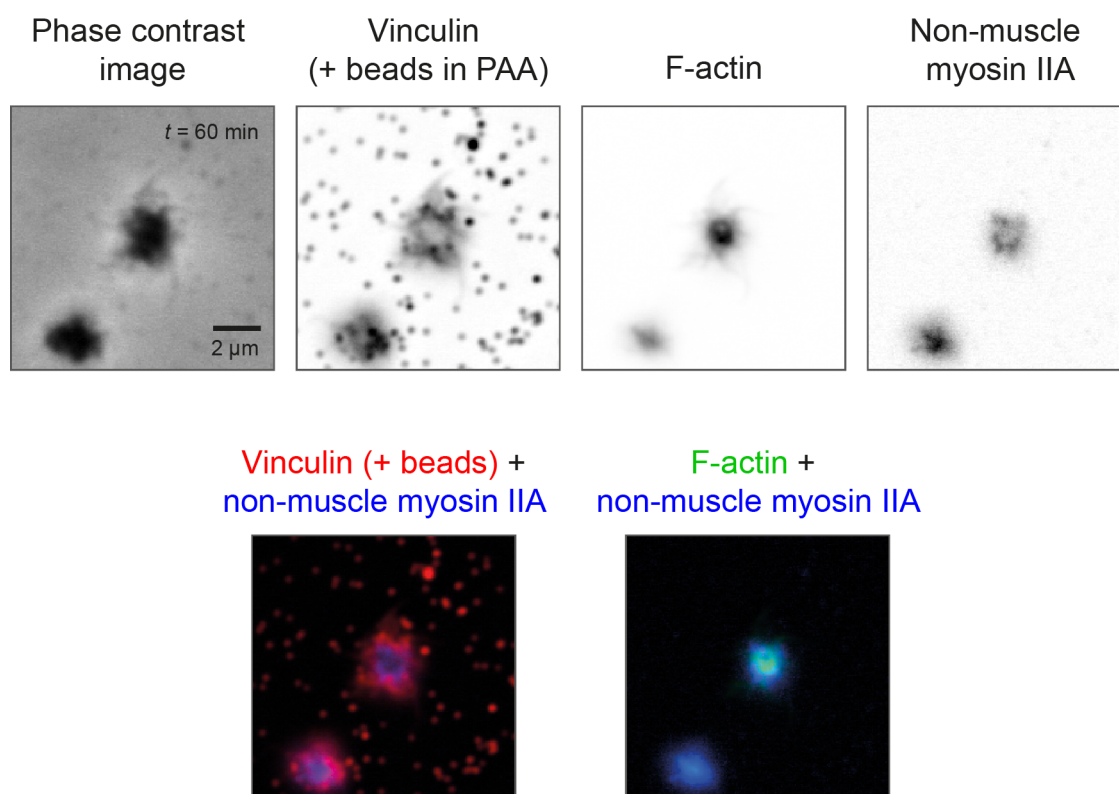 Phase contrast
image
Vinculin
(+ beads in PAA)
F-actin
Non-muscle
myosin IIA
t = 60 min
2 µm
Vinculin (+ beads) +
non-muscle myosin IIA
F-actin +
non-muscle myosin IIA